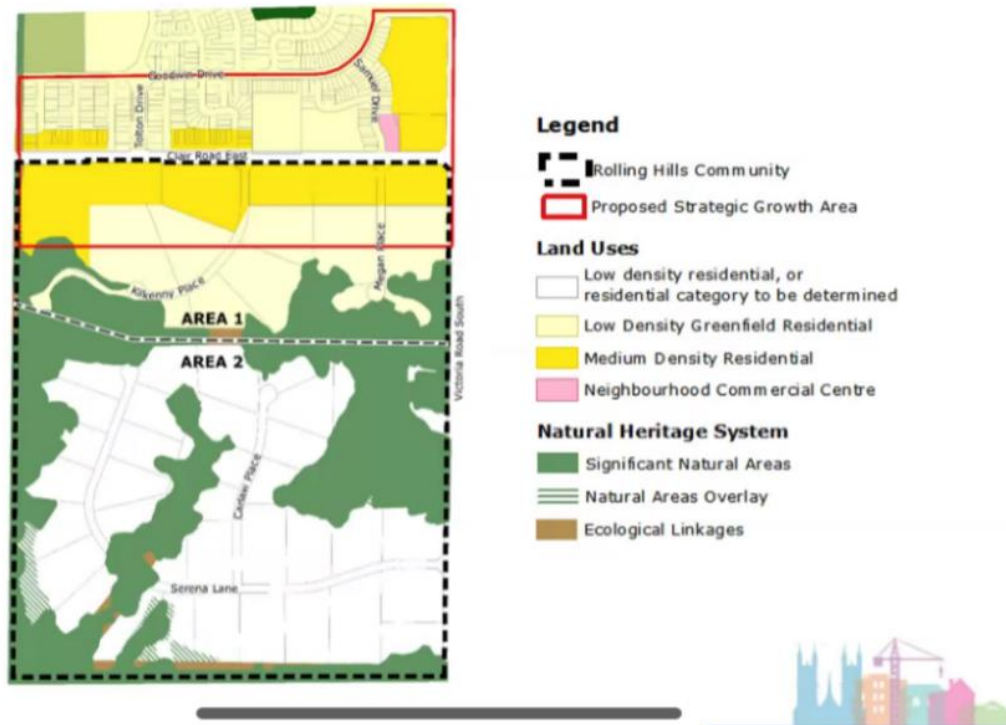 Goodwin Drive
Samuel Drive
Tolton Drive
Clair Road East
Megan Place
Kilkenny Place
AREA 1
Victoria Road South
AREA 2
Carlaw Place
Serena Lane
Legend
Rolling Hills Community
Proposed Strategic Growth Area
Land Uses
Low density residential, or
residential category to be determined
Low Density Greenfield Residential
Medium Density Residential
Neighbourhood Commercial Centre
Natural Heritage System
Significant Natural Areas
Natural Areas Overlay
Ecological Linkages